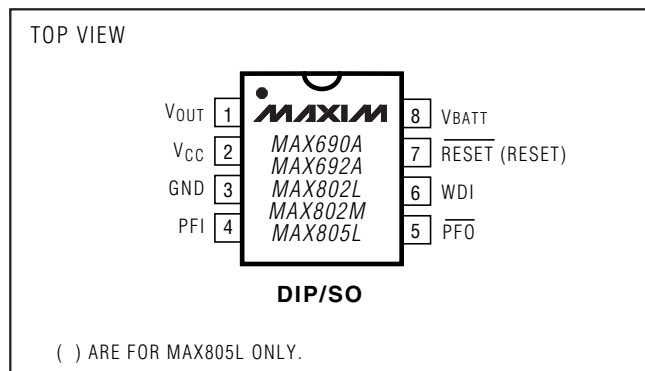 TOP VIEW
MAXIM
VOUT 1
VCC 2
GND 3
PFI 4
MAX690A
MAX692A
MAX802L
MAX802M
MAX805L
8 VBATT
7 RESET (RESET)
6 WDI
5 PFO
DIP/SO
( ) ARE FOR MAX805L ONLY.